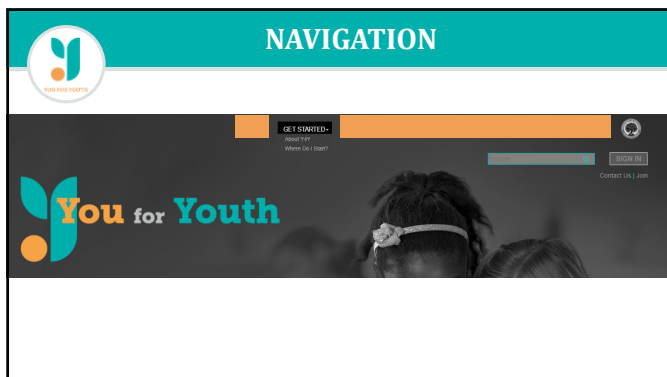 NAVIGATION
YOU FOR YOUTH
GET STARTED
About Y4Y
Where Do I Start?
Search
SIGN IN
Contact Us | Join
You for Youth